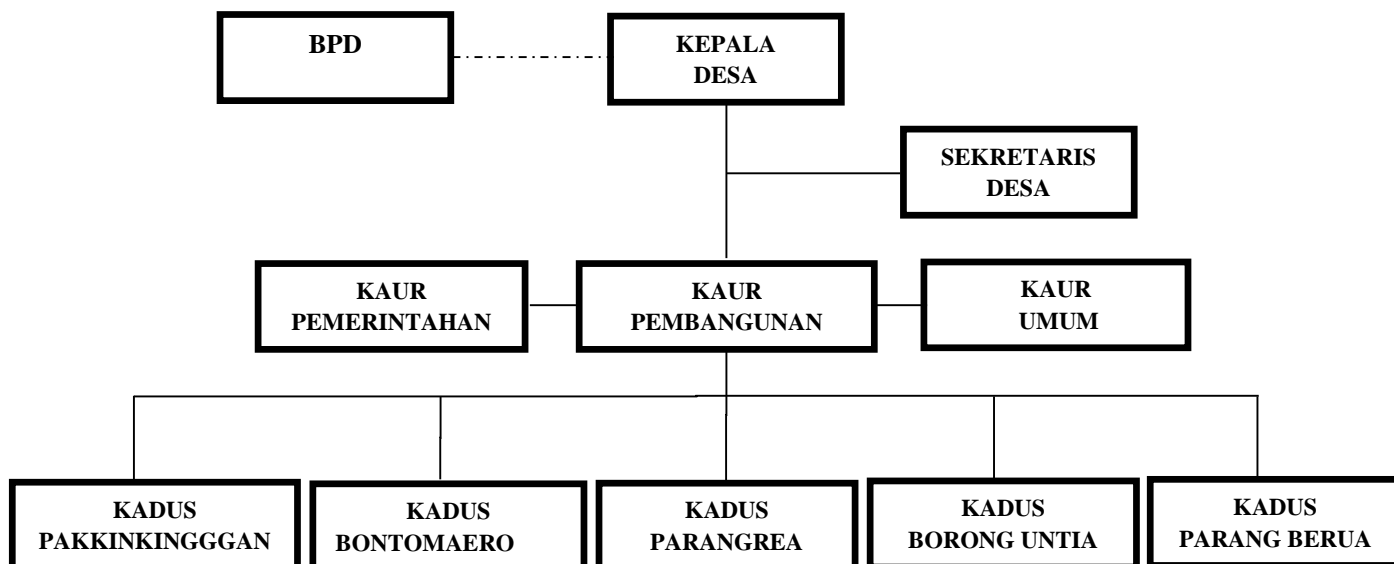 BPD
KEPALA
DESA
SEKRETARIS
DESA
KAUR
PEMERINTAHAN
KAUR
PEMBANGUNAN
KAUR
UMUM
KADUS
PAKKINKINGGGAN
KADUS
BONTOMAERO
KADUS
PARANGREA
KADUS
BORONG UNTIA
KADUS
PARANG BERUA